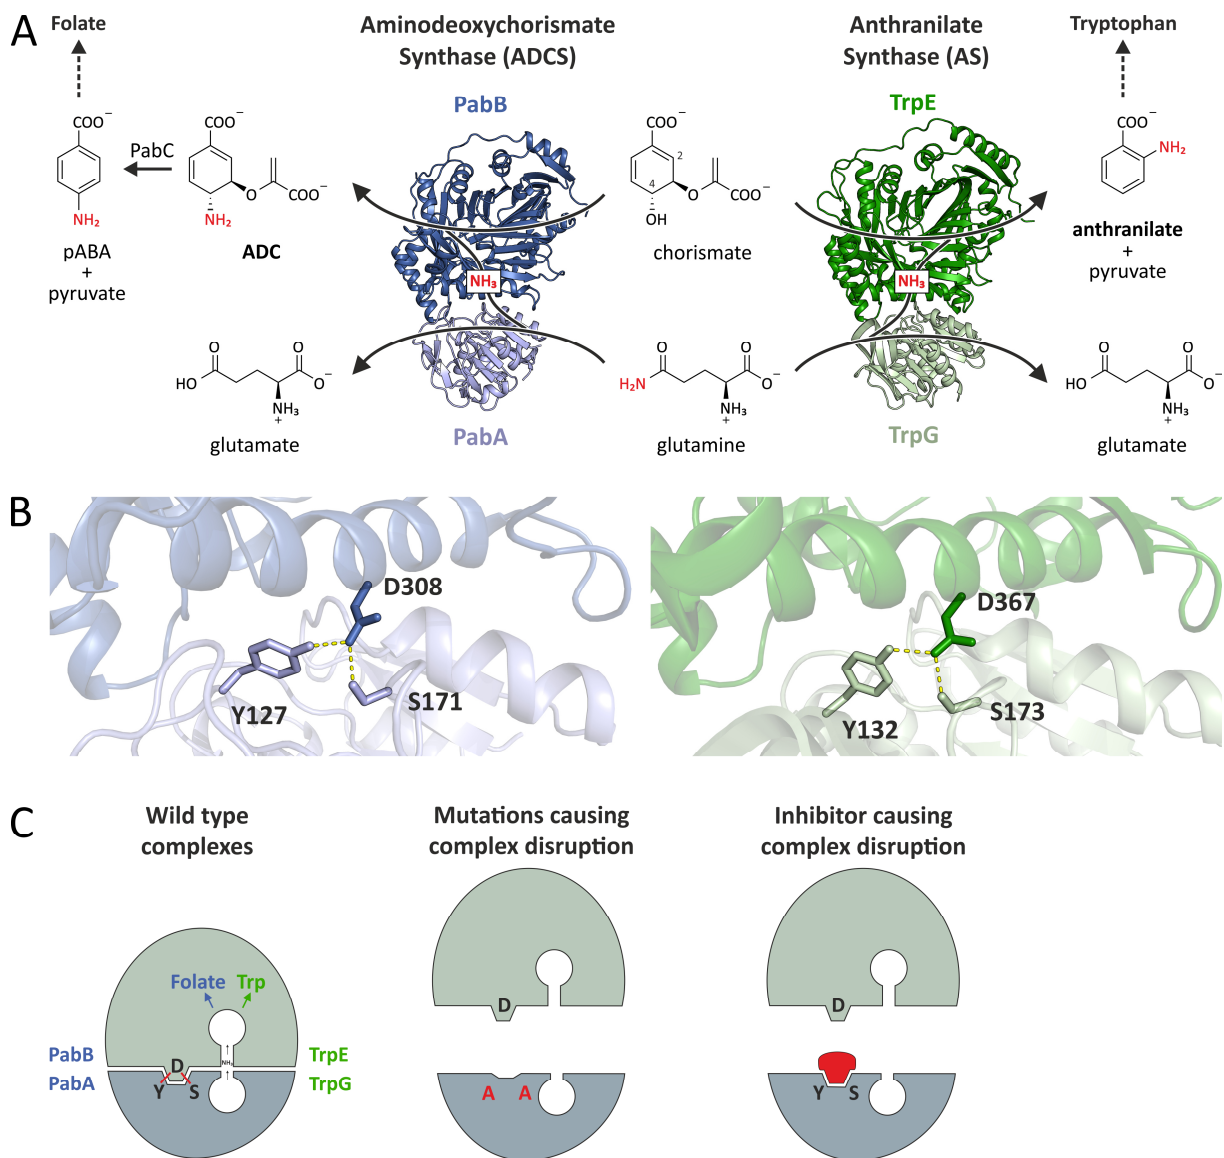 A
Folate
Aminodeoxychorismate
Synthase (ADCS)
Anthranilate
Synthase (AS)
Tryptophan
PabB
TrpE
COO⁻
PabC
NH₂
pABA
+
pyruvate
COO⁻
O
COO⁻
NH₂
ADC
COO⁻
2
4
O
COO⁻
OH
chorismate
COO⁻
NH₂
anthranilate
+
pyruvate
NH₃
NH₃
O
O
HO
O⁻
NH₃
+
glutamate
PabA
O
O
H₂N
O⁻
NH₃
+
glutamine
TrpG
O
O
HO
O⁻
NH₃
+
glutamate
B
D308
Y127
S171
D367
Y132
S173
C
Wild type
complexes
Mutations causing
complex disruption
Inhibitor causing
complex disruption
Folate
Trp
PabB
PabA
D
Y
S
NH₃
TrpE
TrpG
D
A
A
D
Y
S